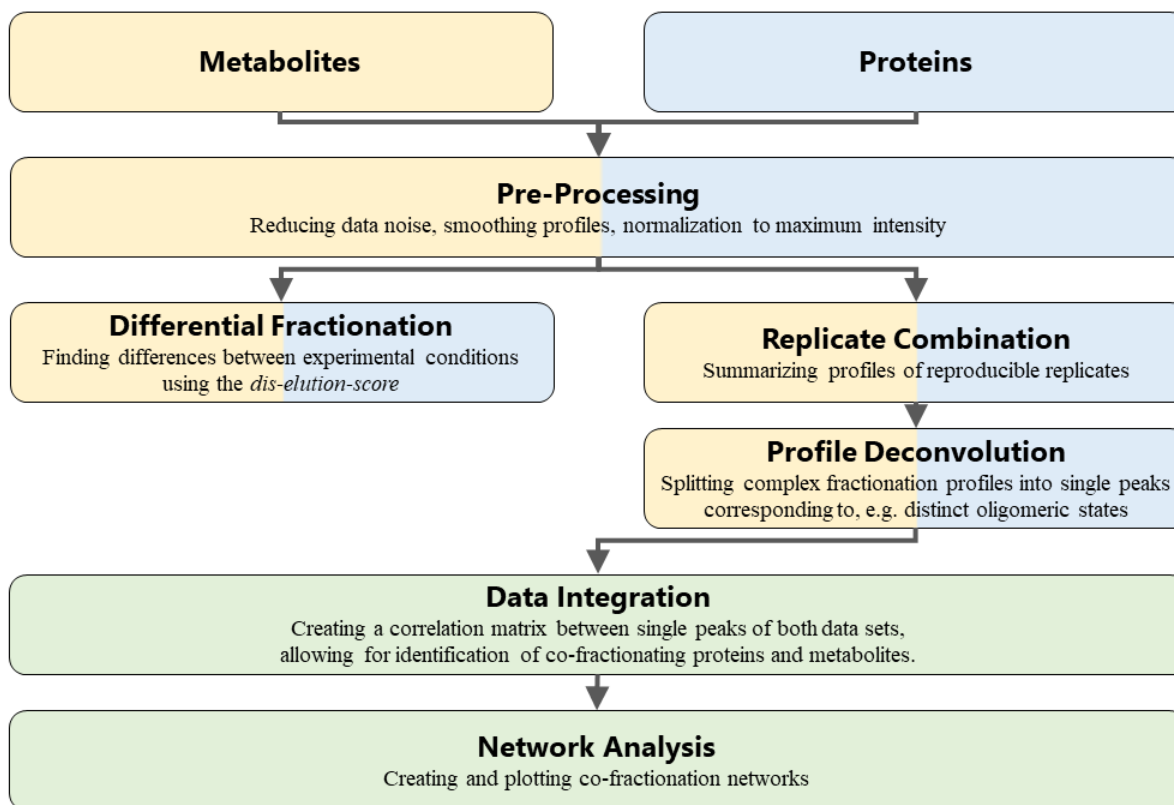 Metabolites
Proteins
Pre-Processing
Reducing data noise, smoothing profiles, normalization to maximum intensity
Differential Fractionation
Finding differences between experimental conditions
using the dis-elution-score
Replicate Combination
Summarizing profiles of reproducible replicates
Profile Deconvolution
Splitting complex fractionation profiles into single peaks
corresponding to, e.g. distinct oligomeric states
Data Integration
Creating a correlation matrix between single peaks of both data sets,
allowing for identification of co-fractionating proteins and metabolites.
Network Analysis
Creating and plotting co-fractionation networks